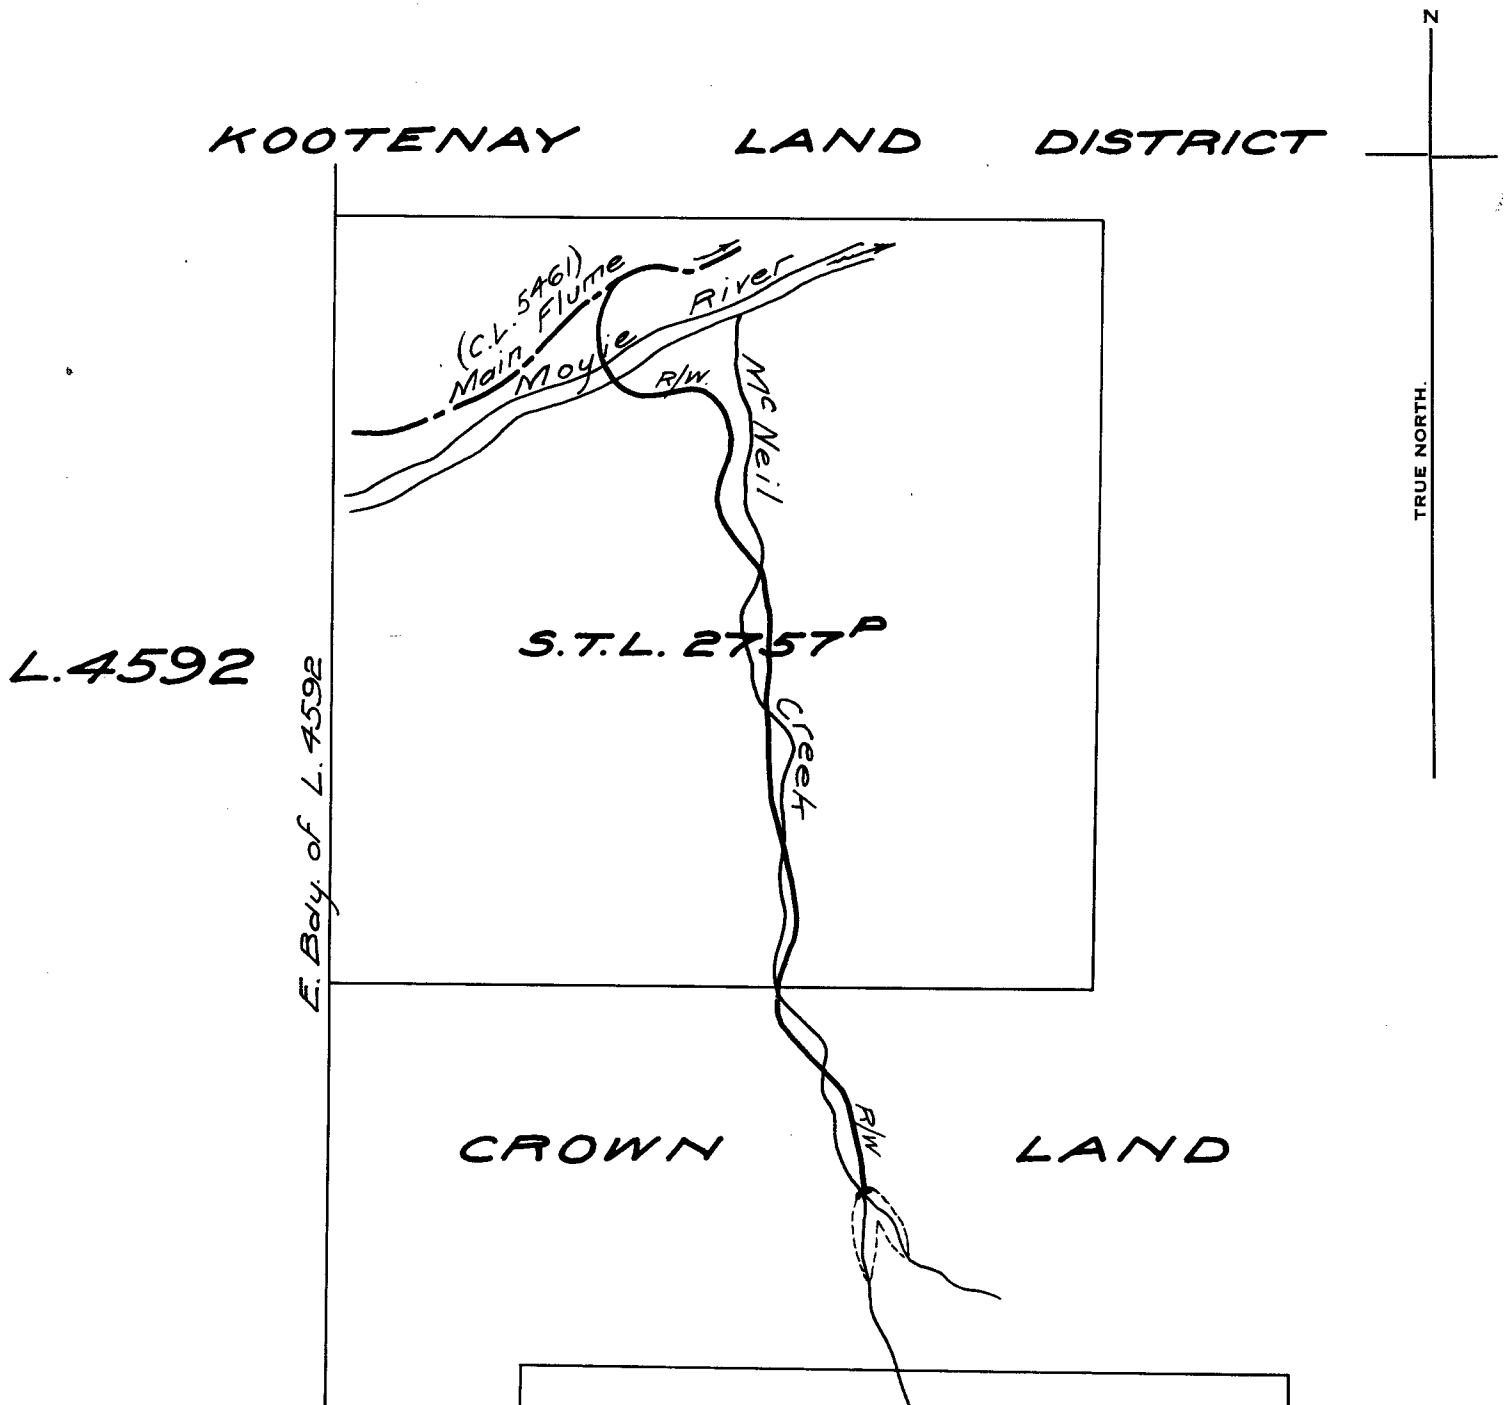 N
KOOTENAY LAND DISTRICT
(C.L. 5461)
Main Flume
Moyie River
R/W.
McNeil Creek
TRUE NORTH.
S.T.L. 2757P
L.4592
E. Bdy. of L. 4592
R/W
CROWN LAND